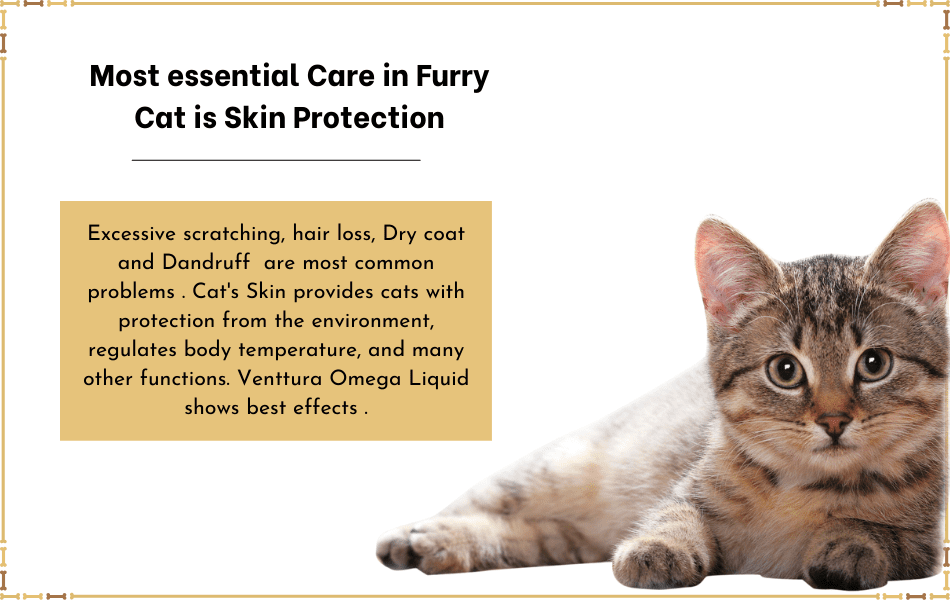 Most essential Care in Furry
Cat is Skin Protection
Excessive scratching, hair loss, Dry coat
and Dandruff  are most common
problems . Cat's Skin provides cats with
protection from the environment,
regulates body temperature, and many
other functions. Venttura Omega Liquid
shows best effects .